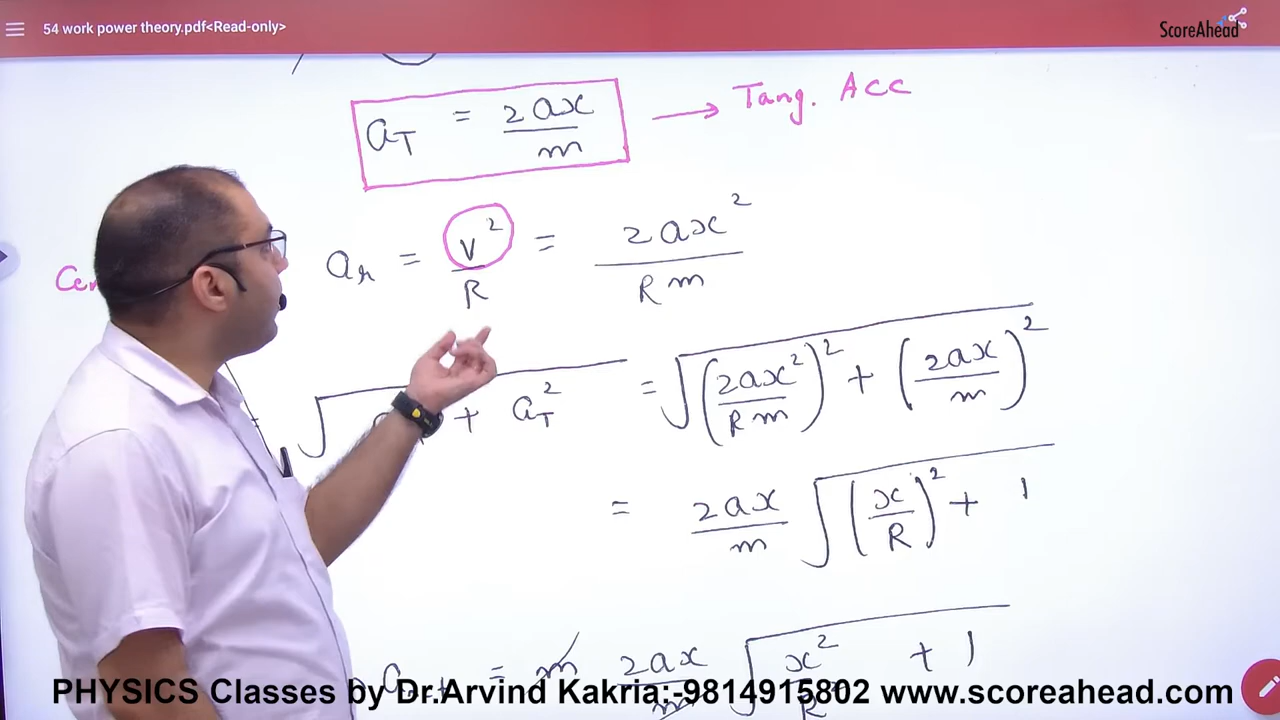 54 work power theory.pdf<Read-only>
ScoreAhead
a_T = 2ax/m → Tang. Acc
Cen
a_r = v²/R = 2ax²/Rm
= √( + a_T² = √((2ax²/Rm)² + (2ax/m)²)
= 2ax/m √((x/R)² + 1)
= m 2ax/m √(x²/R + 1)
PHYSICS Classes by Dr.Arvind Kakria:-9814915802 www.scoreahead.com